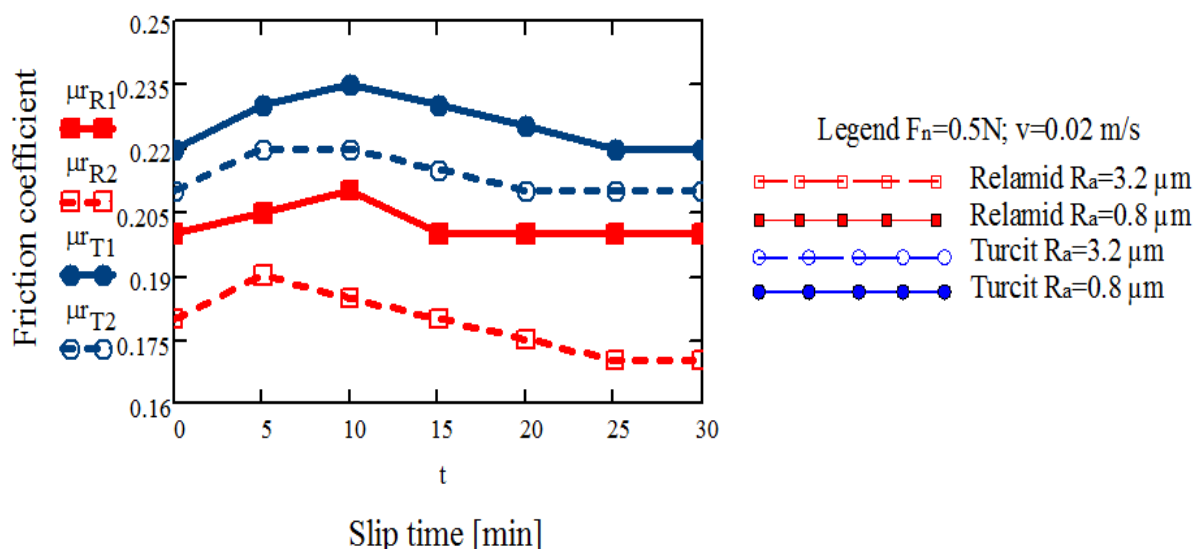 Friction coefficient
μr R1
μr R2
μr T1
μr T2
0.25
0.235
0.22
0.205
0.19
0.175
0.16
0
5
10
15
20
25
30
t
Slip time [min]
Legend Fn=0.5N; v=0.02 m/s
Relamid Ra=3.2 μm
Relamid Ra=0.8 μm
Turcit Ra=3.2 μm
Turcit Ra=0.8 μm